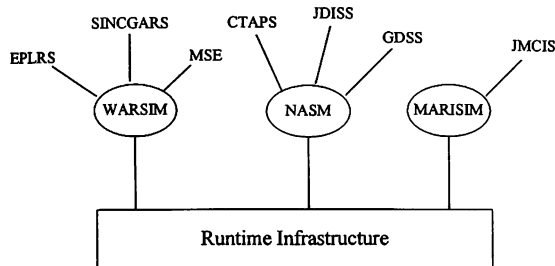 SINCGARS
CTAPS
JDISS
EPLRS
MSE
GDSS
JMCIS
WARSIM
NASM
MARISIM
Runtime Infrastructure